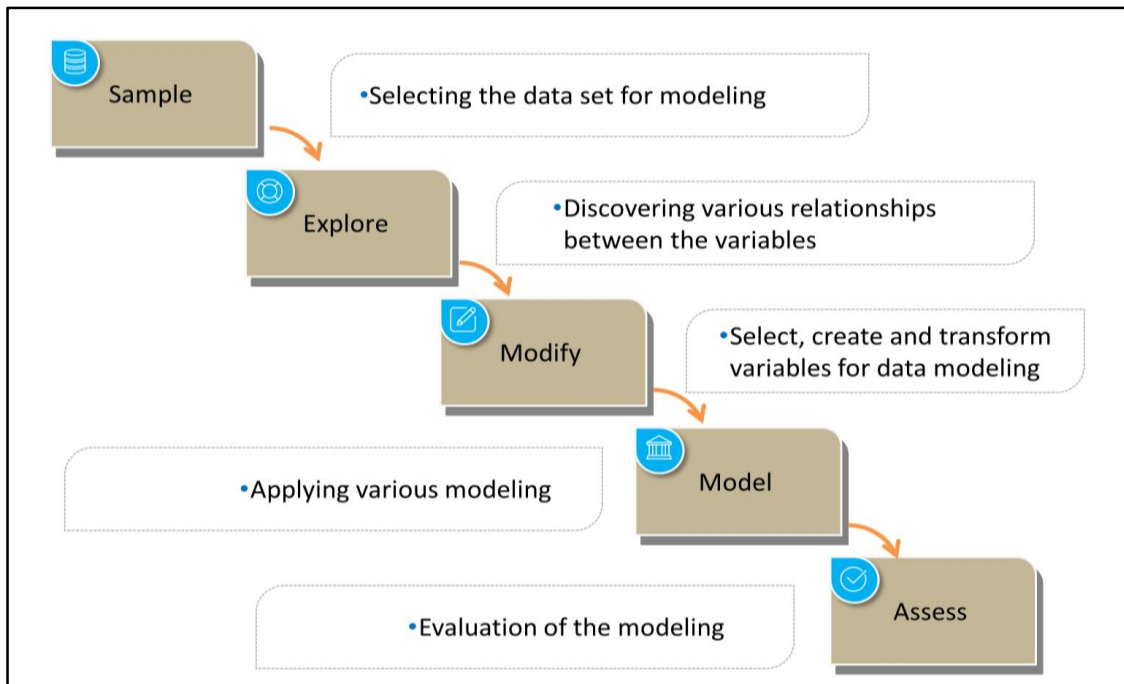 Sample
•Selecting the data set for modeling
Explore
•Discovering various relationships
between the variables
Modify
•Select, create and transform
variables for data modeling
Model
•Applying various modeling
Assess
•Evaluation of the modeling